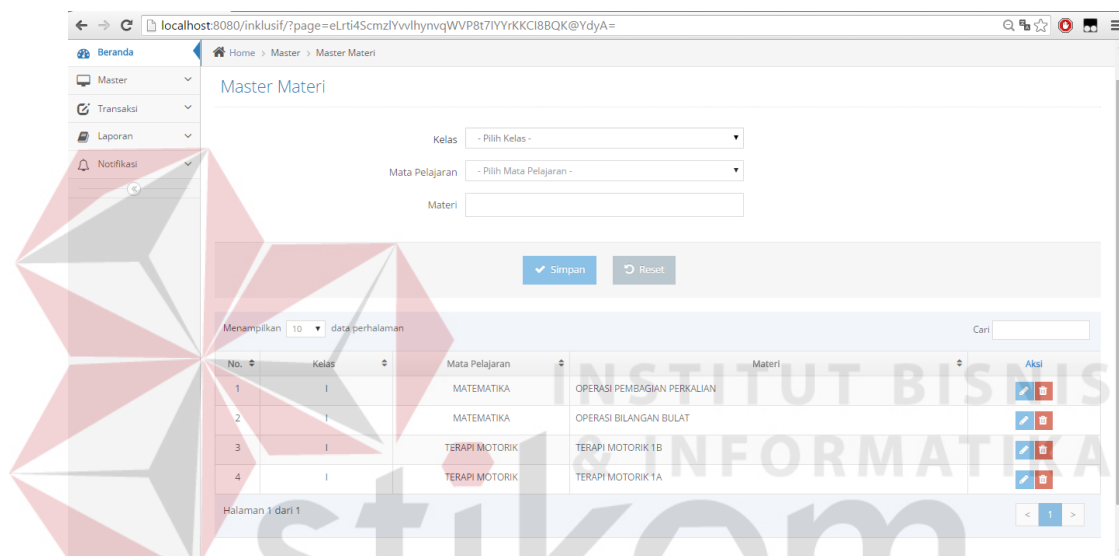 localhost:8080/inklusif/?page=eLrti4ScmzlYvvlhynvqWVP8t7IYYrKKCI8BQK@YdyA=
Beranda
Home > Master > Master Materi
Master
Transaksi
Laporan
Notifikasi
Master Materi
Kelas - Pilih Kelas -
Mata Pelajaran - Pilih Mata Pelajaran -
Materi
Simpan Reset
Menampilkan 10 data perhalaman Cari
No. Kelas Mata Pelajaran Materi Aksi
1 I MATEMATIKA OPERASI PEMBAGIAN PERKALIAN
2 I MATEMATIKA OPERASI BILANGAN BULAT
3 I TERAPI MOTORIK TERAPI MOTORIK 1B
4 I TERAPI MOTORIK TERAPI MOTORIK 1A
Halaman 1 dari 1 < 1 >
INSTITUT BISNIS
& INFORMATIKA
stikom